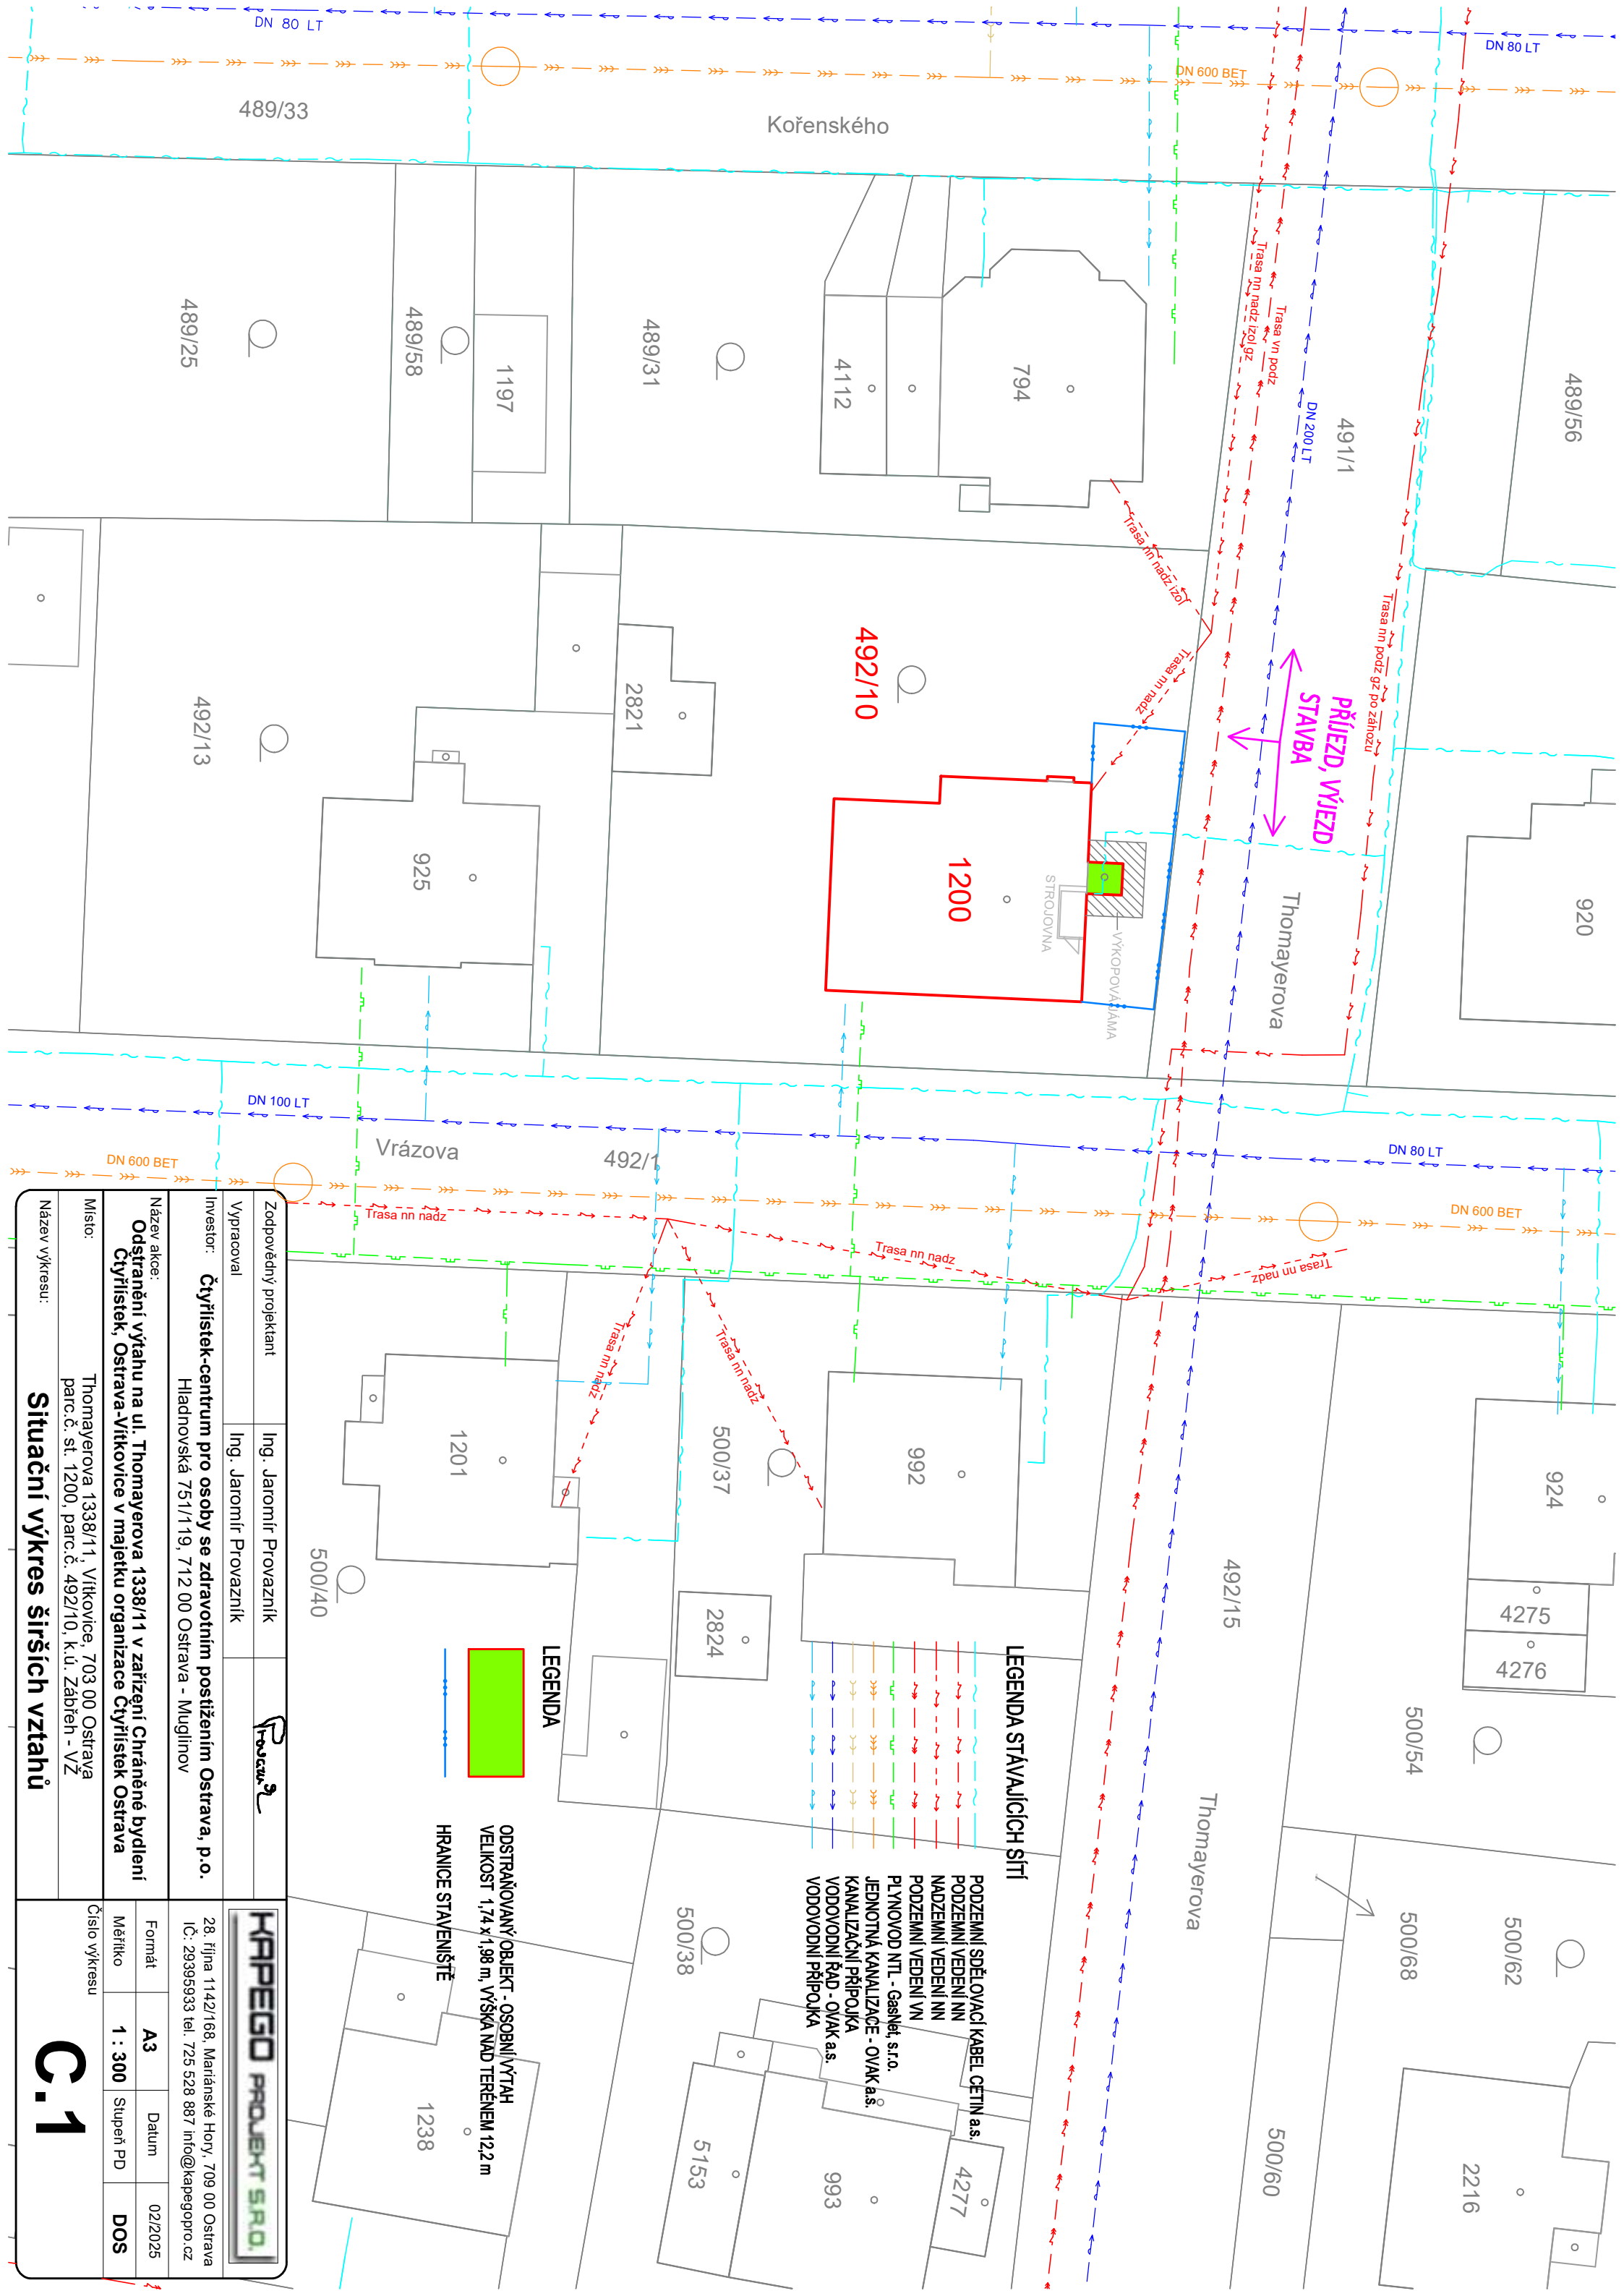 DN 80 LT
DN 80 LT
DN 600 BET
489/33
Kořenského
489/25
489/58
1197
489/31
4112
794
Trasa nn nadz izol gz
Trasa vn podz
DN 200 LT
491/1
489/56
Trasa nn nadz izol
Trasa nn nadz
Trasa nn podz gz po záhozu
PŘÍJEZD, VÝJEZD
STAVBA
492/10
2821
492/13
925
1200
STROJOVNA
VÝKOPOVÁ JÁMA
Thomayerova
920
DN 100 LT
Vrázova
492/1
DN 80 LT
DN 600 BET
DN 600 BET
Trasa nn nadz
Trasa nn nadz
Trasa nn nadz
Trasa nn nadz
Trasa nn nadz
1201
500/37
992
924
4275
4276
492/15
500/40
2824
500/54
Thomayerova
500/38
500/68
500/62
500/60
1238
5153
993
4277
2216
LEGENDA STÁVAJÍCÍCH SÍTÍ
PODZEMNÍ SDĚLOVACÍ KABEL CETIN a.s.
PODZEMNÍ VEDENÍ NN
NADZEMNÍ VEDENÍ NN
PODZEMNÍ VEDENÍ VN
PLYNOVOD NTL - GasNet, s.r.o.
JEDNOTNÁ KANALIZACE - OVAK a.s.
KANALIZAČNÍ PŘÍPOJKA
VODOVODNÍ ŘAD - OVAK a.s.
VODOVODNÍ PŘÍPOJKA
LEGENDA
ODSTRAŇOVANÝ OBJEKT - OSOBNÍ VÝTAH
VELIKOST 1,74 x 1,98 m, VÝŠKA NAD TERÉNEM 12,2 m
HRANICE STAVENIŠTĚ
Zodpovědný projektant
Ing. Jaromír Provazník
Vypracoval
Ing. Jaromír Provazník
Investor:
Čtyřlístek-centrum pro osoby se zdravotním postižením Ostrava, p.o.
Hladnovská 751/119, 712 00 Ostrava - Muglinov
Název akce:
Odstranění výtahu na ul. Thomayerova 1338/11 v zařízení Chráněné bydlení
Čtyřlístek, Ostrava-Vítkovice v majetku organizace Čtyřlístek Ostrava
Místo:
Thomayerova 1338/11, Vítkovice, 703 00 Ostrava
parc.č. st. 1200, parc.č. 492/10, k.ú. Zábřeh - VŽ
Název výkresu:
Situační výkres širších vztahů
KAPEGO PROJEKT S.R.O.
28. října 1142/168, Mariánské Hory, 709 00 Ostrava
IČ: 29395933 tel. 725 528 887 info@kapegopro.cz
Formát
A3
Datum
02/2025
Měřítko
1 : 300
Stupeň PD
DOS
Číslo výkresu
C.1